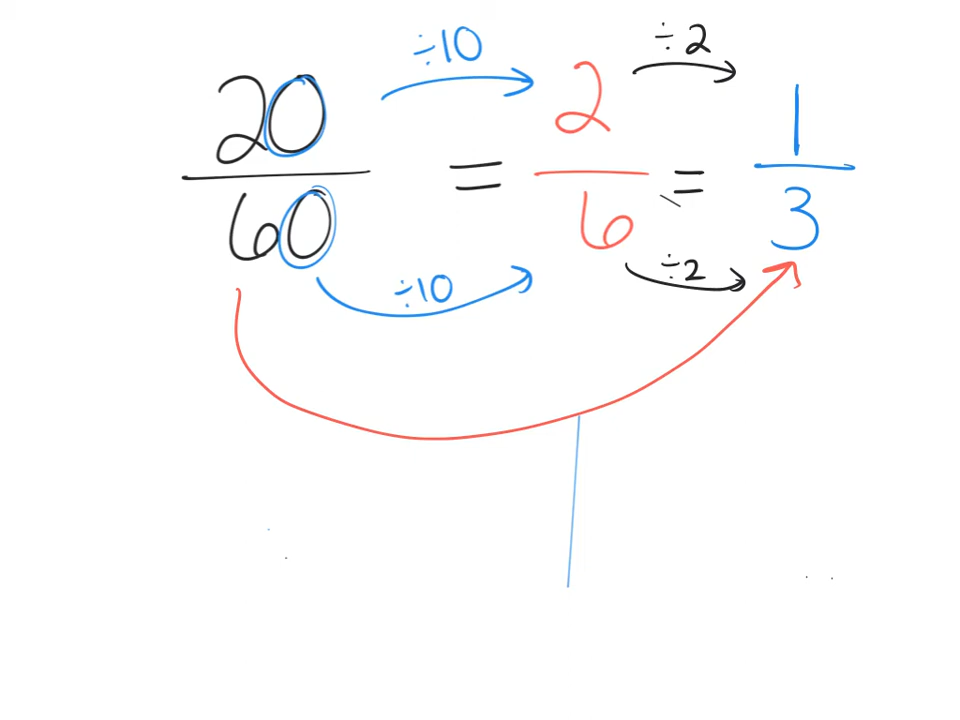 ÷10 ÷2
20/60 = 2/6 = 1/3
÷10 ÷2